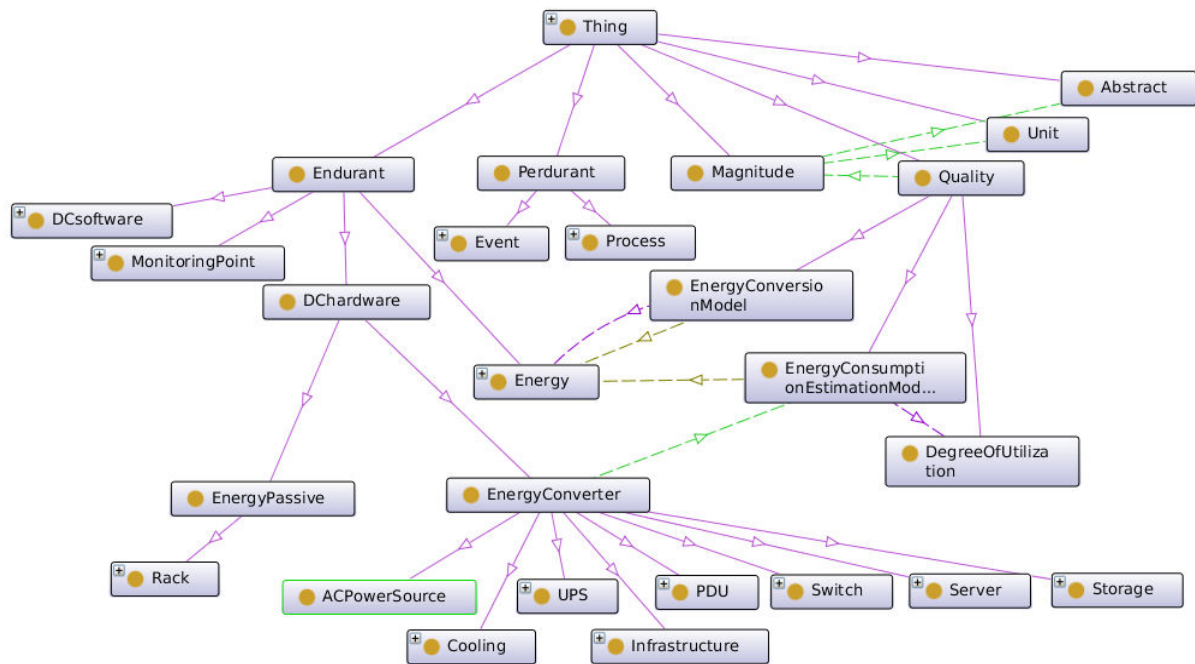 Thing
Abstract
Unit
Endurant
Perdurant
Magnitude
Quality
DCsoftware
Event
Process
MonitoringPoint
DChardware
EnergyConversio
nModel
Energy
EnergyConsumpti
onEstimationMod...
DegreeOfUtiliza
tion
EnergyPassive
EnergyConverter
Rack
ACPowerSource
UPS
PDU
Switch
Server
Storage
Cooling
Infrastructure